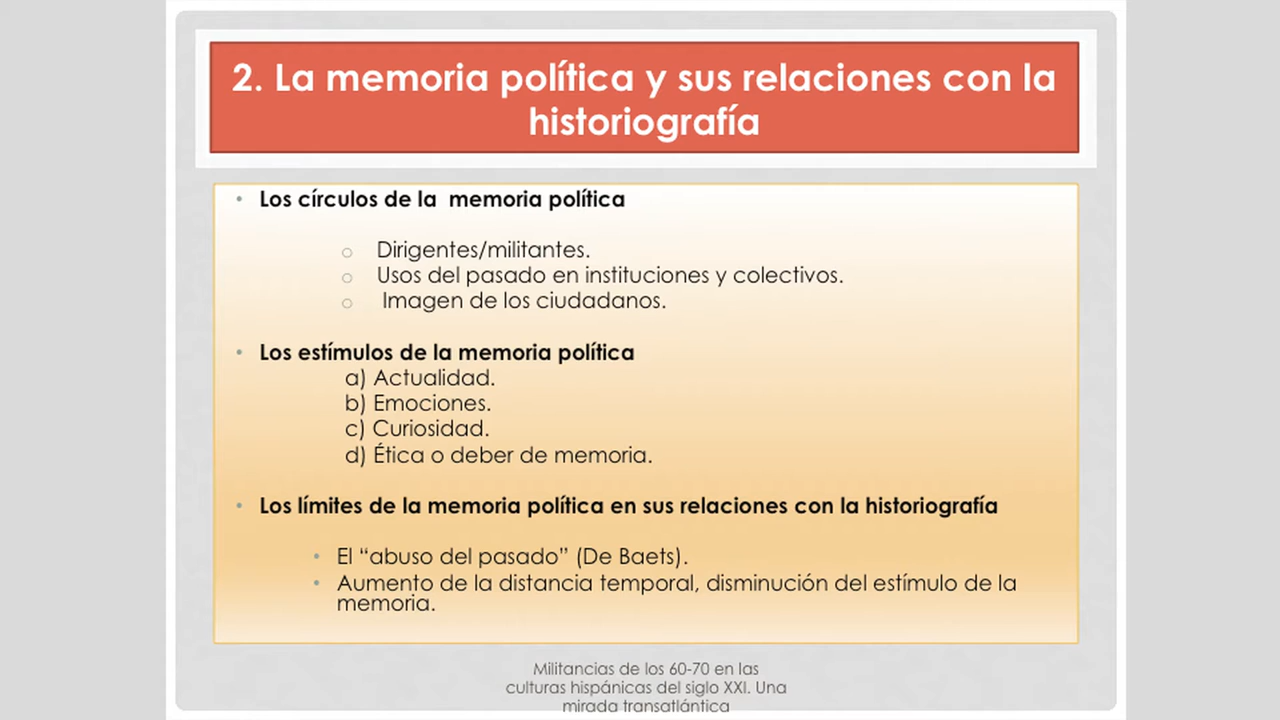 2. La memoria política y sus relaciones con la
historiografía
• Los círculos de la memoria política
o Dirigentes/militantes.
o Usos del pasado en instituciones y colectivos.
o Imagen de los ciudadanos.
• Los estímulos de la memoria política
a) Actualidad.
b) Emociones.
c) Curiosidad.
d) Ética o deber de memoria.
• Los límites de la memoria política en sus relaciones con la historiografía
• El “abuso del pasado” (De Baets).
• Aumento de la distancia temporal, disminución del estímulo de la
memoria.
Militancias de los 60-70 en las
culturas hispánicas del siglo XXI. Una
mirada transatlántica